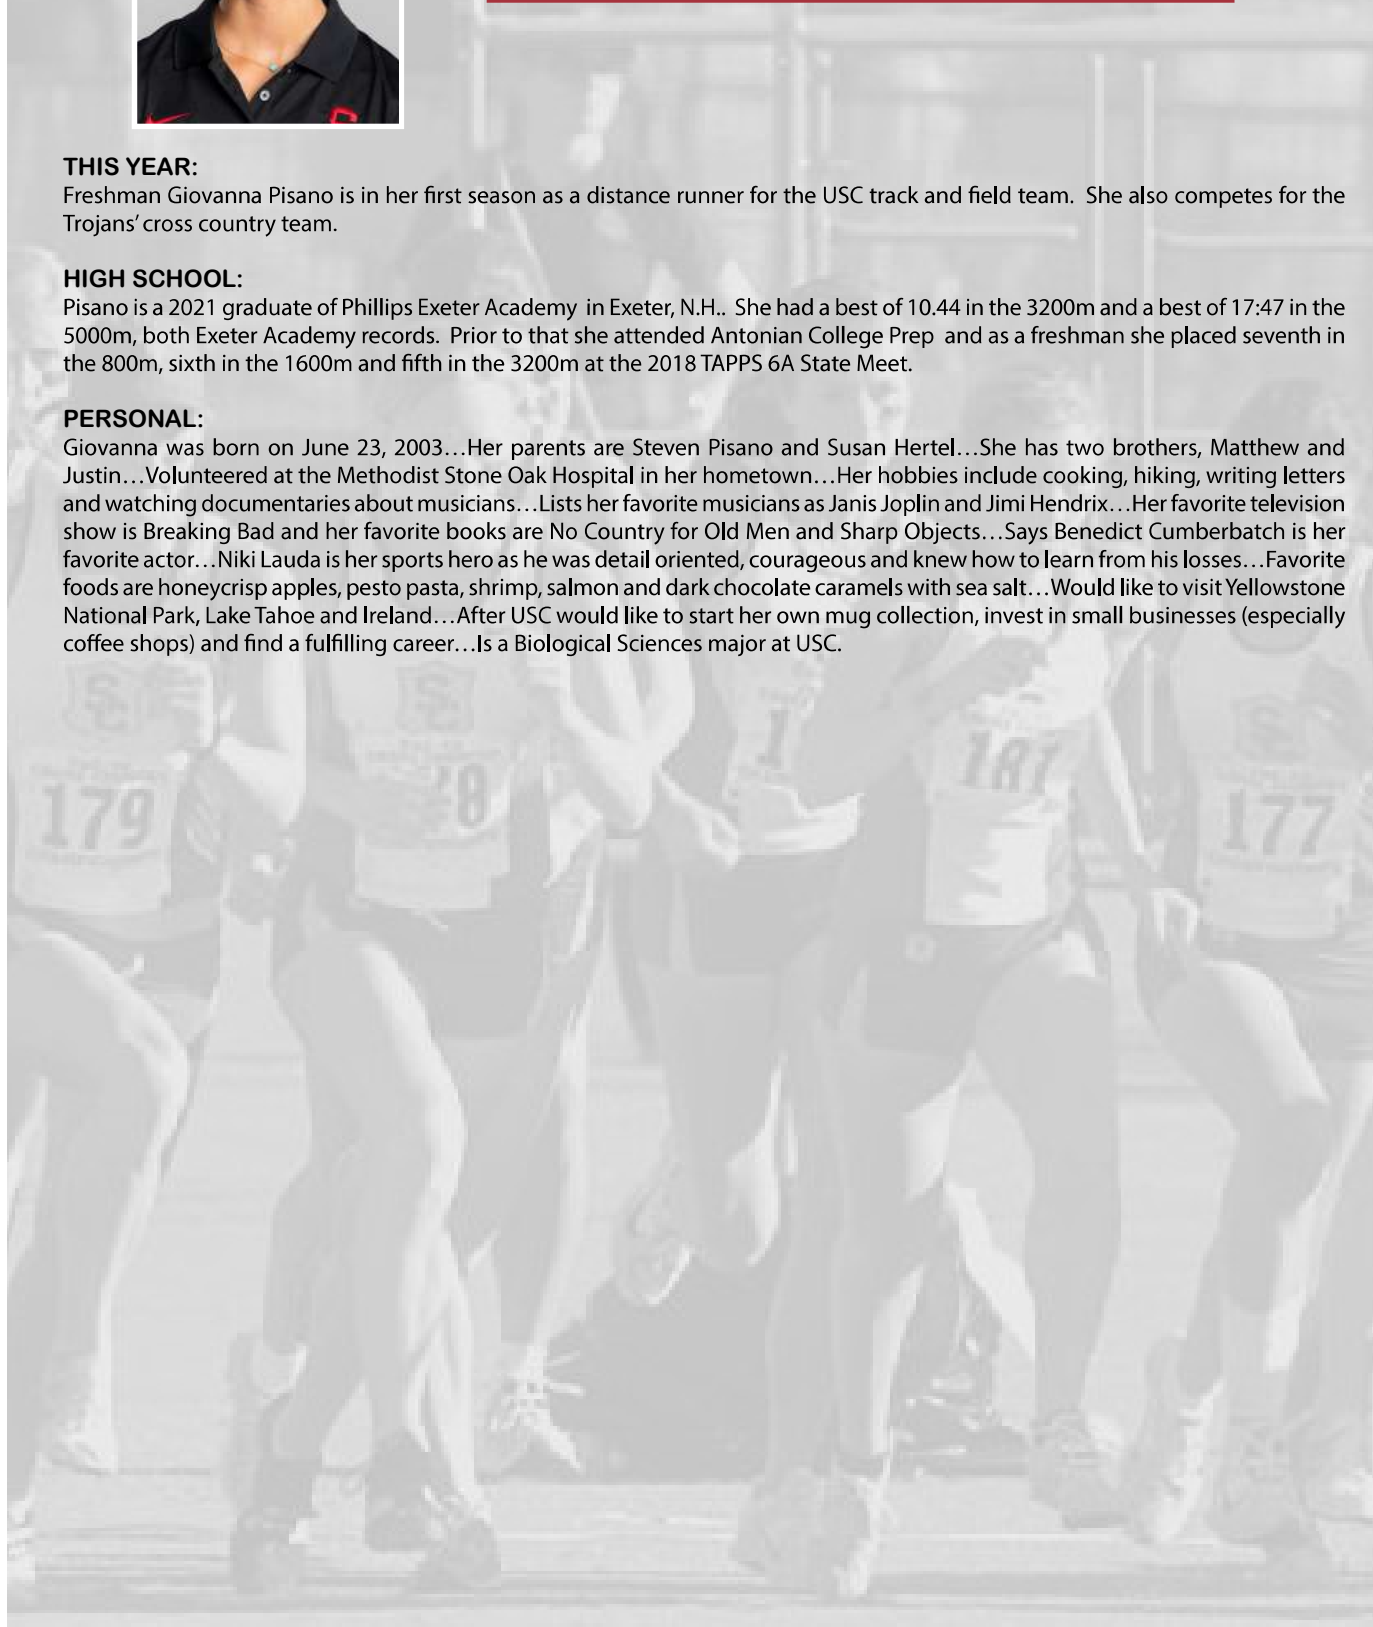 THIS YEAR:
Freshman Giovanna Pisano is in her first season as a distance runner for the USC track and field team.  She also competes for the
Trojans' cross country team.
HIGH SCHOOL:
Pisano is a 2021 graduate of Phillips Exeter Academy  in Exeter, N.H..  She had a best of 10.44 in the 3200m and a best of 17:47 in the
5000m, both Exeter Academy records.  Prior to that she attended Antonian College Prep  and as a freshman she placed seventh in
the 800m, sixth in the 1600m and fifth in the 3200m at the 2018 TAPPS 6A State Meet.
PERSONAL:
Giovanna was born on June 23, 2003…Her parents are Steven Pisano and Susan Hertel…She has two brothers, Matthew and
Justin…Volunteered at the Methodist Stone Oak Hospital in her hometown…Her hobbies include cooking, hiking, writing letters
and watching documentaries about musicians…Lists her favorite musicians as Janis Joplin and Jimi Hendrix…Her favorite television
show is Breaking Bad and her favorite books are No Country for Old Men and Sharp Objects…Says Benedict Cumberbatch is her
favorite actor…Niki Lauda is her sports hero as he was detail oriented, courageous and knew how to learn from his losses…Favorite
foods are honeycrisp apples, pesto pasta, shrimp, salmon and dark chocolate caramels with sea salt…Would like to visit Yellowstone
National Park, Lake Tahoe and Ireland…After USC would like to start her own mug collection, invest in small businesses (especially
coffee shops) and find a fulfilling career…Is a Biological Sciences major at USC.
SC
SC
SC
179
8
1
181
177